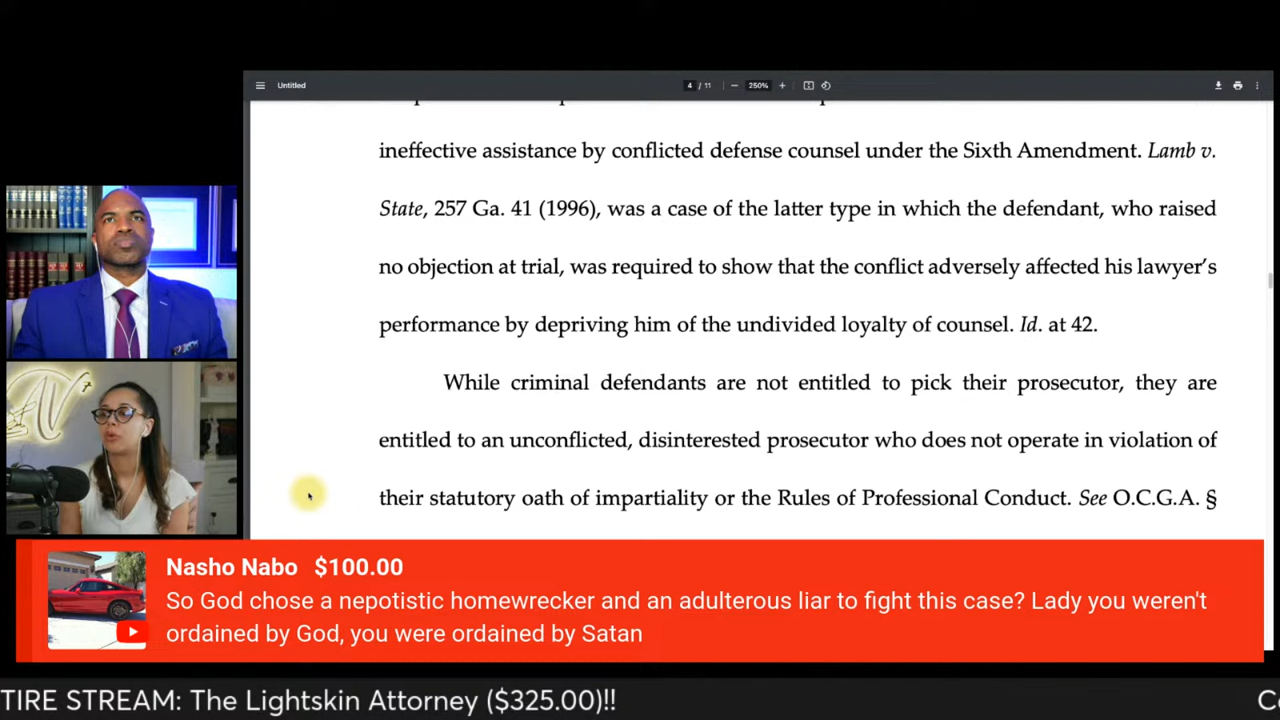 Untitled
4 / 11
250%
ineffective assistance by conflicted defense counsel under the Sixth Amendment. Lamb v.
State, 257 Ga. 41 (1996), was a case of the latter type in which the defendant, who raised
no objection at trial, was required to show that the conflict adversely affected his lawyer's
performance by depriving him of the undivided loyalty of counsel. Id. at 42.
While criminal defendants are not entitled to pick their prosecutor, they are
entitled to an unconflicted, disinterested prosecutor who does not operate in violation of
their statutory oath of impartiality or the Rules of Professional Conduct. See O.C.G.A. §
Nasho Nabo $100.00
So God chose a nepotistic homewrecker and an adulterous liar to fight this case? Lady you weren't
ordained by God, you were ordained by Satan
TIRE STREAM: The Lightskin Attorney ($325.00)!!